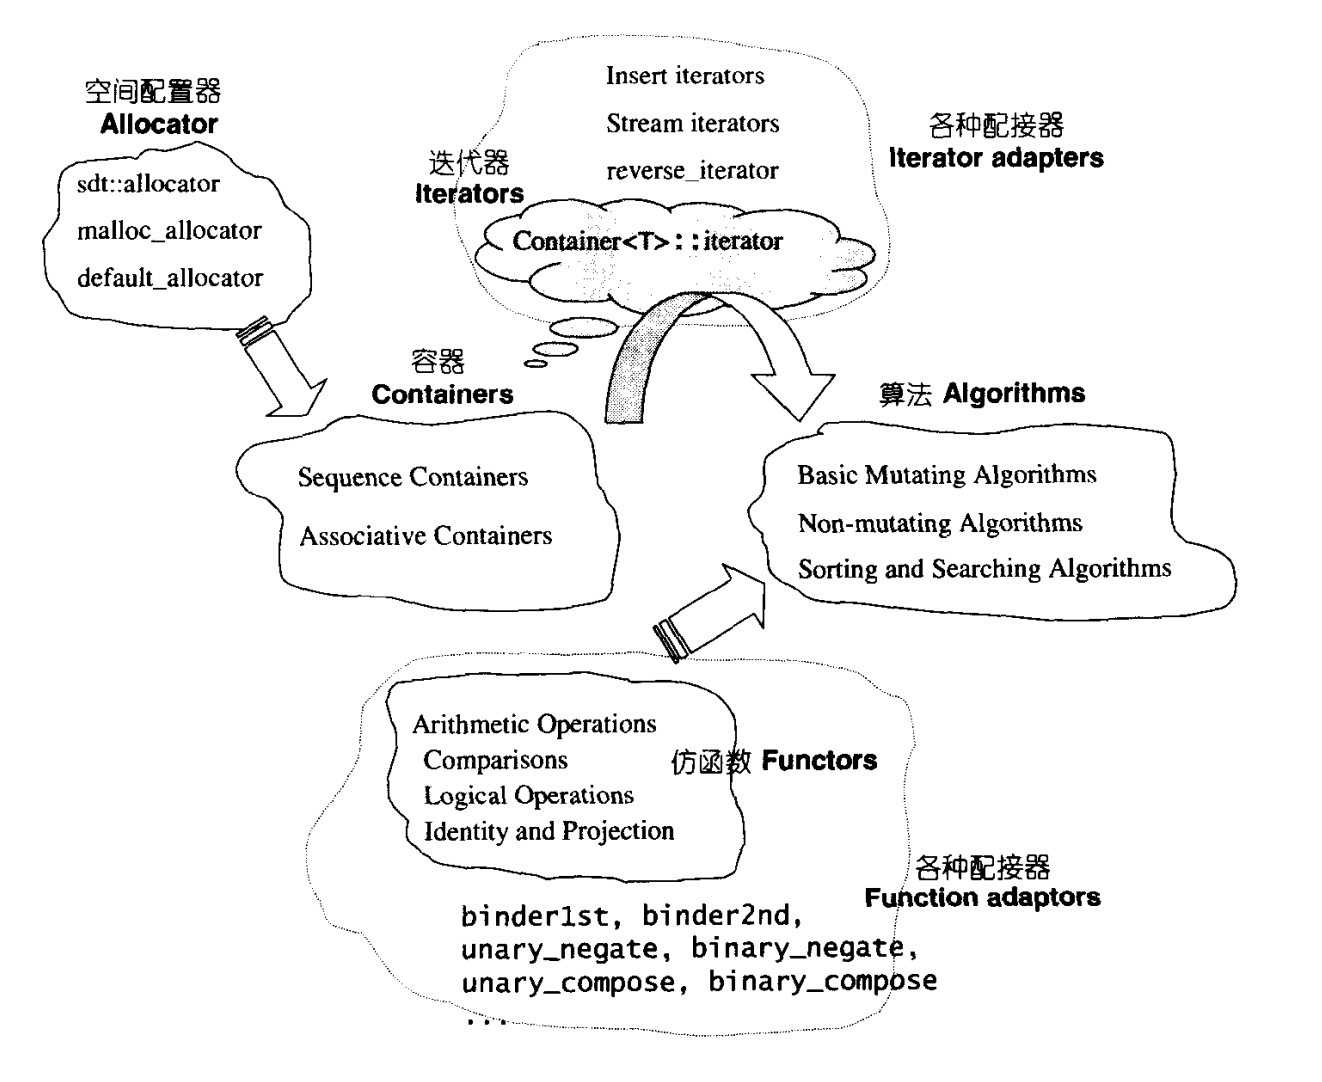 空间配置器
Allocator
sdt::allocator
malloc_allocator
default_allocator
Insert iterators
Stream iterators
reverse_iterator
各种配接器
Iterator adapters
迭代器
Iterators
Container<T>::iterator
容器
Containers
Sequence Containers
Associative Containers
算法 Algorithms
Basic Mutating Algorithms
Non-mutating Algorithms
Sorting and Searching Algorithms
Arithmetic Operations
Comparisons
Logical Operations
Identity and Projection
仿函数 Functors
各种配接器
Function adaptors
binder1st, binder2nd,
unary_negate, binary_negate,
unary_compose, binary_compose
...